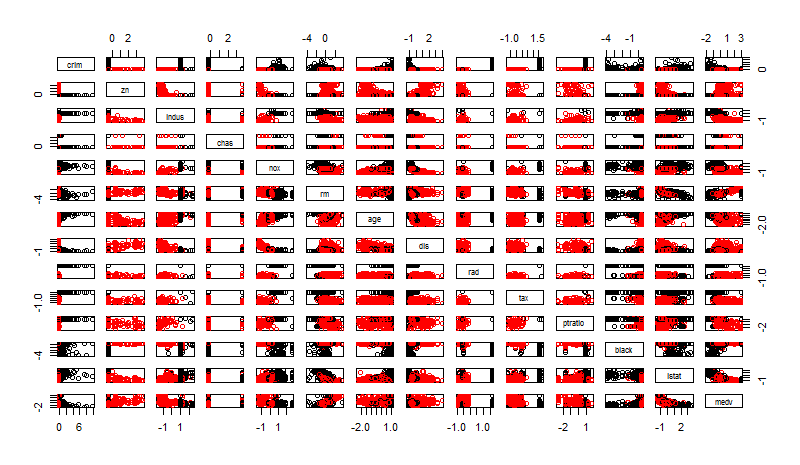 0 2 0 2 -4 0 -1 2 -1.0 1.5 -4 -1 -2 1 3
crim 0
0 zn
indus -1
0 chas
nox -1
-4 rm
age -2.0
-1 dis
rad -1.0
-1.0 tax
ptratio -2
-4 black
lstat -1
-2 medv
0 6 -1 1 -1 1 -2.0 1.0 -1.0 1.0 -2 1 -1 2